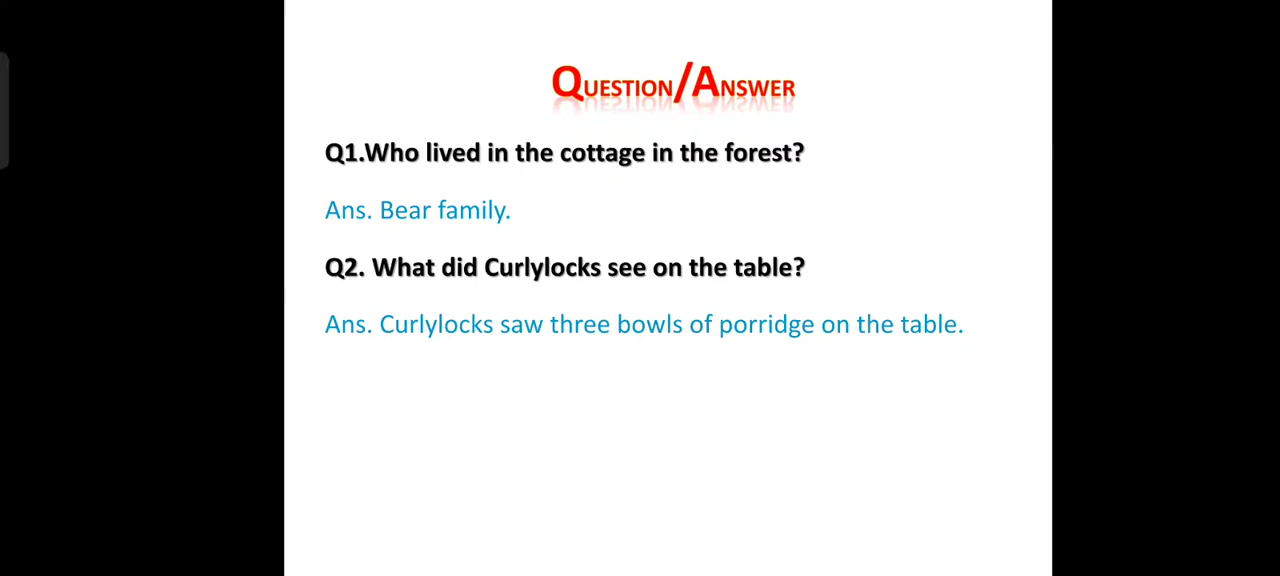 QUESTION/ANSWER
Q1.Who lived in the cottage in the forest?
Ans. Bear family.
Q2. What did Curlylocks see on the table?
Ans. Curlylocks saw three bowls of porridge on the table.